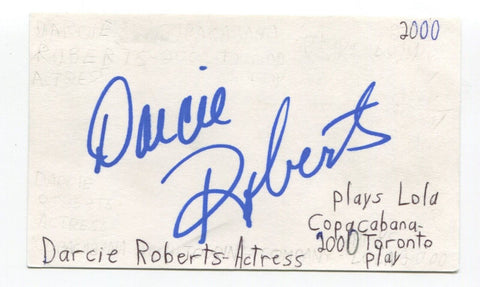 2000
Darcie
Roberts
plays Lola
Copacabana-
2000 Toronto
play
Darcie Roberts-Actress